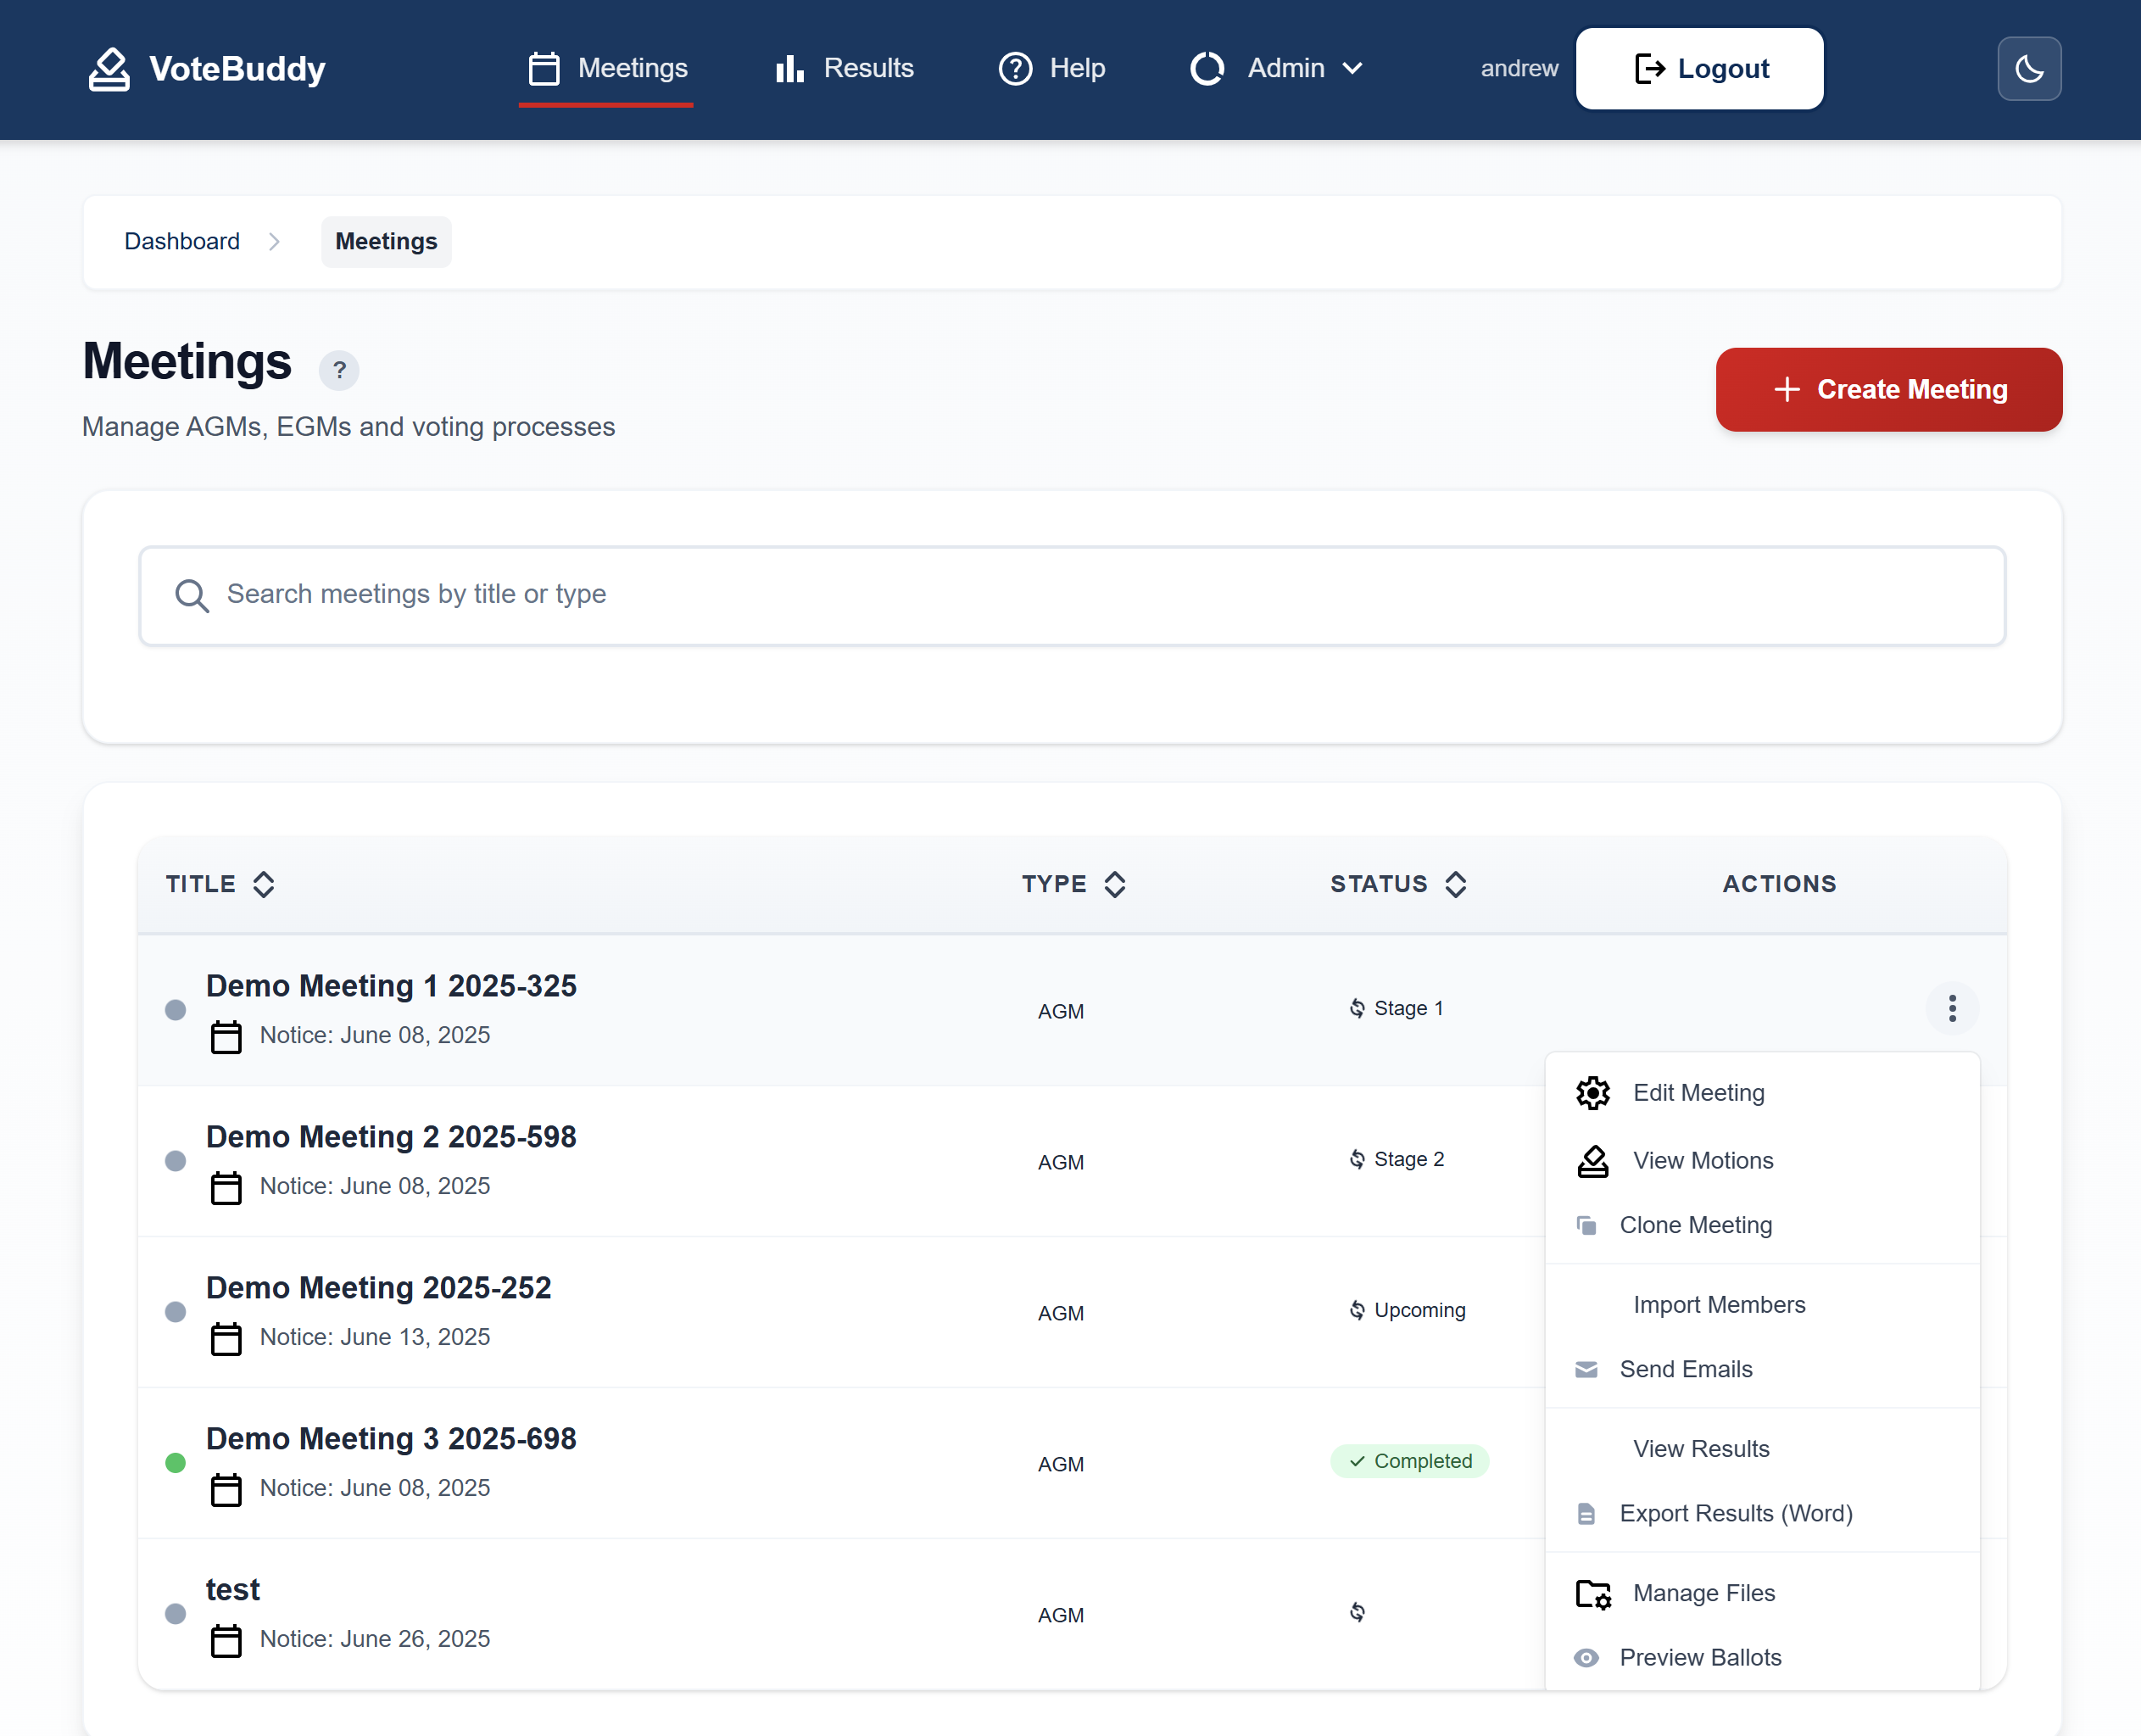 VoteBuddy
Meetings
Results
? Help
Admin
andrew
Logout
Dashboard
Meetings
Meetings ?
Manage AGMs, EGMs and voting processes
Create Meeting
Search meetings by title or type
TITLE
TYPE
STATUS
ACTIONS
Demo Meeting 1 2025-325
Notice: June 08, 2025
AGM
Stage 1
Demo Meeting 2 2025-598
Notice: June 08, 2025
AGM
Stage 2
Demo Meeting 2025-252
Notice: June 13, 2025
AGM
Upcoming
Demo Meeting 3 2025-698
Notice: June 08, 2025
AGM
Completed
test
Notice: June 26, 2025
AGM
Edit Meeting
View Motions
Clone Meeting
Import Members
Send Emails
View Results
Export Results (Word)
Manage Files
Preview Ballots